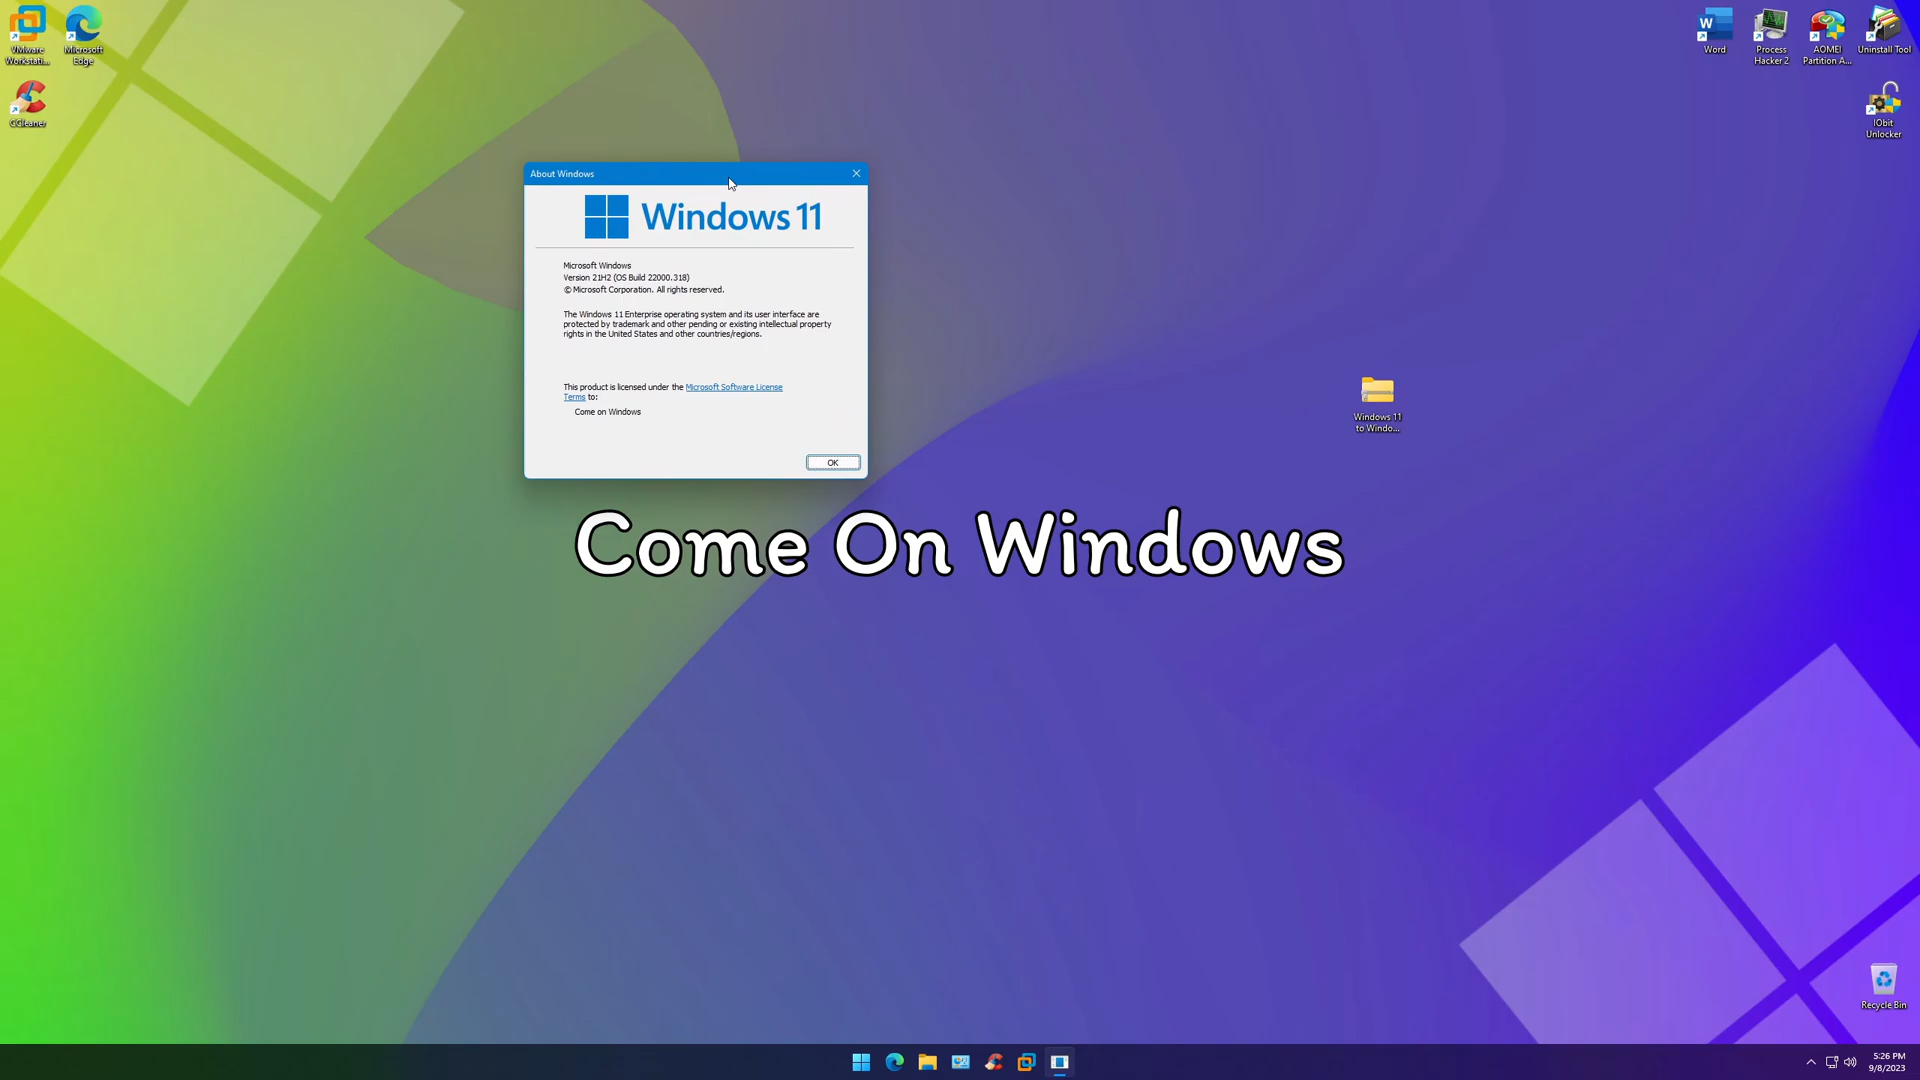 VMware
Workstati...
Microsoft
Edge
CCleaner
Word
Process
Hacker 2
AOMEI
Partition A...
Uninstall Tool
IObit
Unlocker
About Windows
Windows 11
Microsoft Windows
Version 21H2 (OS Build 22000.318)
© Microsoft Corporation. All rights reserved.
The Windows 11 Enterprise operating system and its user interface are
protected by trademark and other pending or existing intellectual property
rights in the United States and other countries/regions.
This product is licensed under the Microsoft Software License
Terms to:
Come on Windows
OK
Windows 11
to Windo...
Come On Windows
Recycle Bin
5:26 PM
9/8/2023